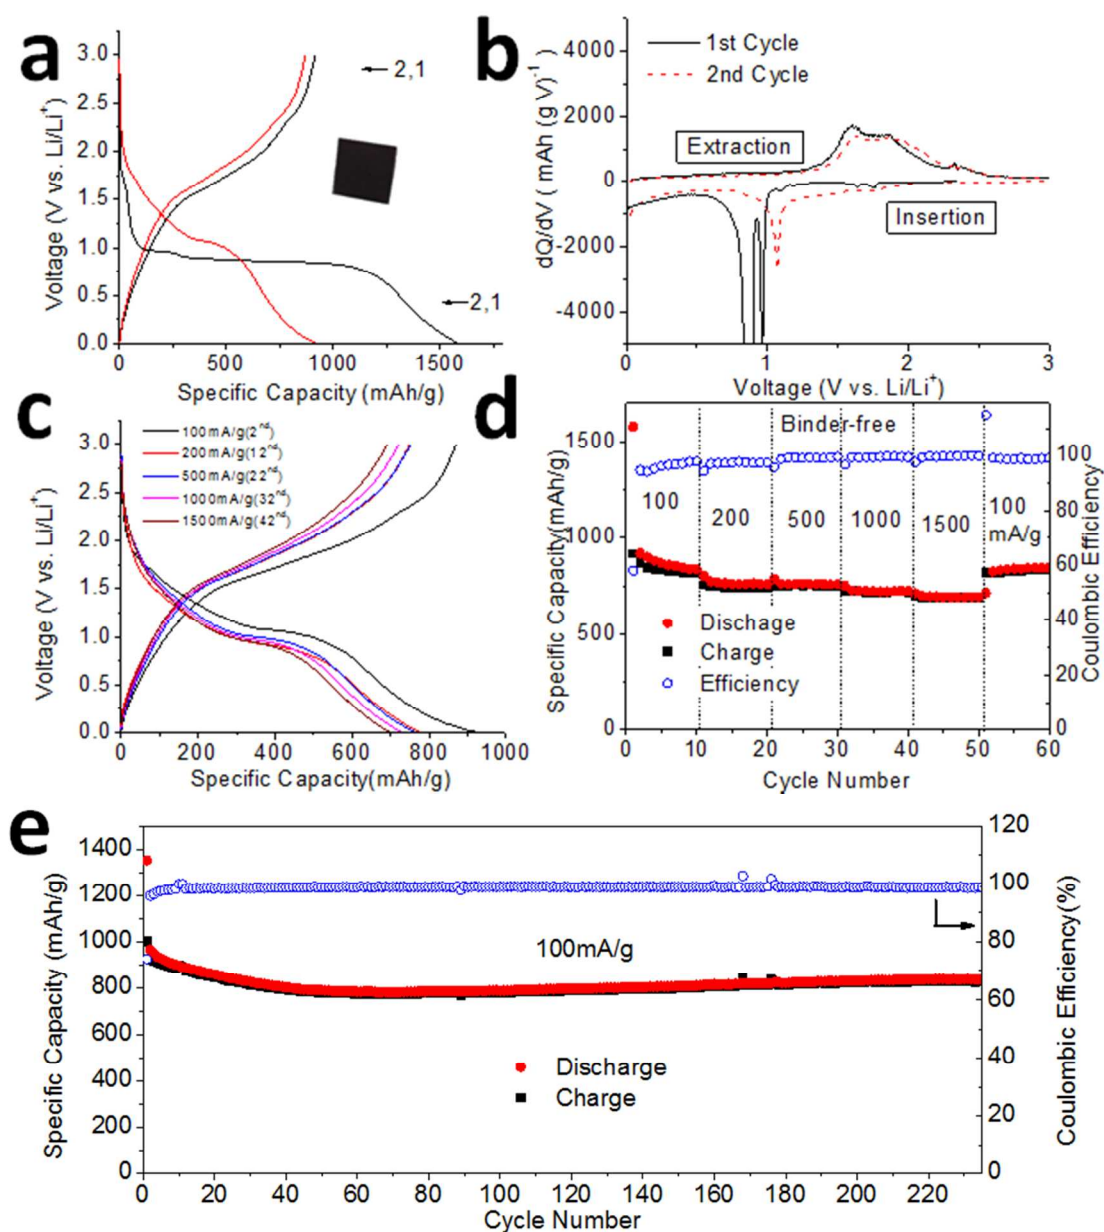 a
3.0
2.5
2.0
1.5
1.0
0.5
0.0
Voltage (V vs. Li/Li⁺)
2,1
2,1
0 500 1000 1500
Specific Capacity (mAh/g)
b
4000
2000
0
-2000
-4000
dQ/dV ( mAh (g V)⁻¹
1st Cycle
2nd Cycle
Extraction
Insertion
0 1 2 3
Voltage (V vs. Li/Li⁺)
c
3.0
2.5
2.0
1.5
1.0
0.5
0.0
Voltage (V vs. Li/Li⁺)
100mA/g(2ⁿᵈ)
200mA/g(12ⁿᵈ)
500mA/g(22ⁿᵈ)
1000mA/g(32ⁿᵈ)
1500mA/g(42ⁿᵈ)
0 200 400 600 800 1000
Specific Capacity(mAh/g)
d
1500
1000
500
0
Specific Capacity(mAh/g)
Binder-free
100
200
500
1000
1500
100
mA/g
Dischage
Charge
Efficiency
100
80
60
40
20
0
Coulombic Efficiency
0 10 20 30 40 50 60
Cycle Number
e
1400
1200
1000
800
600
400
200
0
Specific Capacity (mAh/g)
100mA/g
Discharge
Charge
120
100
80
60
40
20
0
Coulombic Efficiency(%)
0 20 40 60 80 100 120 140 160 180 200 220
Cycle Number